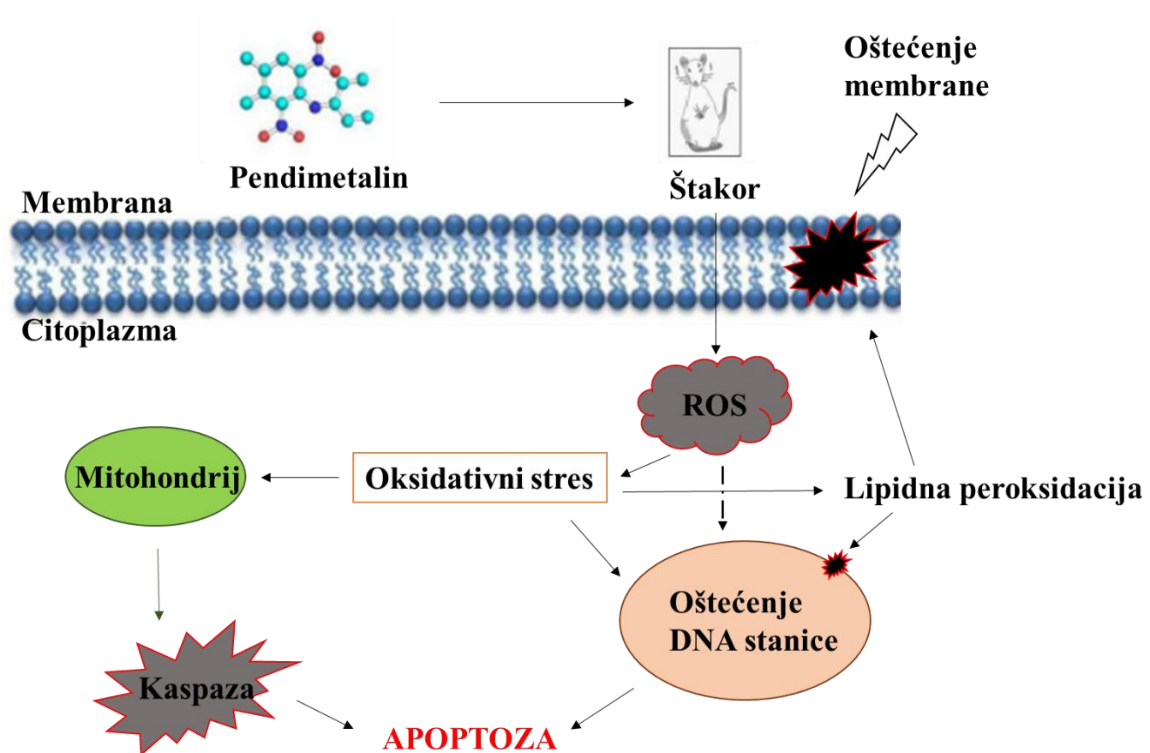 Oštećenje
membrane
Pendimetalin
Štakor
Membrana
Citoplazma
ROS
Mitohondrij
Oksidativni stres
Lipidna peroksidacija
Oštećenje
DNA stanice
Kaspaza
APOPTOZA